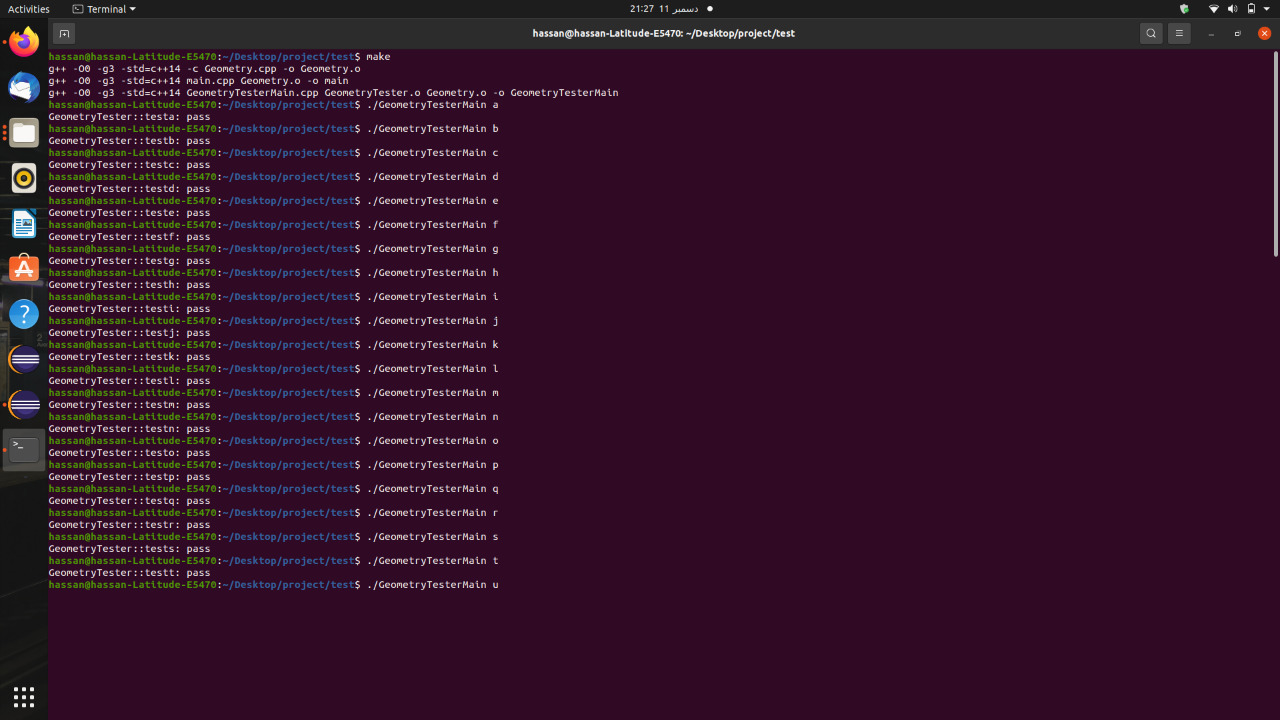 Activities
Terminal
21:27 11 دسمبر
hassan@hassan-Latitude-E5470: ~/Desktop/project/test
hassan@hassan-Latitude-E5470:~/Desktop/project/test$ make
g++ -O0 -g3 -std=c++14 -c Geometry.cpp -o Geometry.o
g++ -O0 -g3 -std=c++14 main.cpp Geometry.o -o main
g++ -O0 -g3 -std=c++14 GeometryTesterMain.cpp GeometryTester.o Geometry.o -o GeometryTesterMain
hassan@hassan-Latitude-E5470:~/Desktop/project/test$ ./GeometryTesterMain a
GeometryTester::testa: pass
hassan@hassan-Latitude-E5470:~/Desktop/project/test$ ./GeometryTesterMain b
GeometryTester::testb: pass
hassan@hassan-Latitude-E5470:~/Desktop/project/test$ ./GeometryTesterMain c
GeometryTester::testc: pass
hassan@hassan-Latitude-E5470:~/Desktop/project/test$ ./GeometryTesterMain d
GeometryTester::testd: pass
hassan@hassan-Latitude-E5470:~/Desktop/project/test$ ./GeometryTesterMain e
GeometryTester::teste: pass
hassan@hassan-Latitude-E5470:~/Desktop/project/test$ ./GeometryTesterMain f
GeometryTester::testf: pass
hassan@hassan-Latitude-E5470:~/Desktop/project/test$ ./GeometryTesterMain g
GeometryTester::testg: pass
hassan@hassan-Latitude-E5470:~/Desktop/project/test$ ./GeometryTesterMain h
GeometryTester::testh: pass
hassan@hassan-Latitude-E5470:~/Desktop/project/test$ ./GeometryTesterMain i
GeometryTester::testi: pass
hassan@hassan-Latitude-E5470:~/Desktop/project/test$ ./GeometryTesterMain j
GeometryTester::testj: pass
hassan@hassan-Latitude-E5470:~/Desktop/project/test$ ./GeometryTesterMain k
GeometryTester::testk: pass
hassan@hassan-Latitude-E5470:~/Desktop/project/test$ ./GeometryTesterMain l
GeometryTester::testl: pass
hassan@hassan-Latitude-E5470:~/Desktop/project/test$ ./GeometryTesterMain m
GeometryTester::testm: pass
hassan@hassan-Latitude-E5470:~/Desktop/project/test$ ./GeometryTesterMain n
GeometryTester::testn: pass
hassan@hassan-Latitude-E5470:~/Desktop/project/test$ ./GeometryTesterMain o
GeometryTester::testo: pass
hassan@hassan-Latitude-E5470:~/Desktop/project/test$ ./GeometryTesterMain p
GeometryTester::testp: pass
hassan@hassan-Latitude-E5470:~/Desktop/project/test$ ./GeometryTesterMain q
GeometryTester::testq: pass
hassan@hassan-Latitude-E5470:~/Desktop/project/test$ ./GeometryTesterMain r
GeometryTester::testr: pass
hassan@hassan-Latitude-E5470:~/Desktop/project/test$ ./GeometryTesterMain s
GeometryTester::tests: pass
hassan@hassan-Latitude-E5470:~/Desktop/project/test$ ./GeometryTesterMain t
GeometryTester::testt: pass
hassan@hassan-Latitude-E5470:~/Desktop/project/test$ ./GeometryTesterMain u